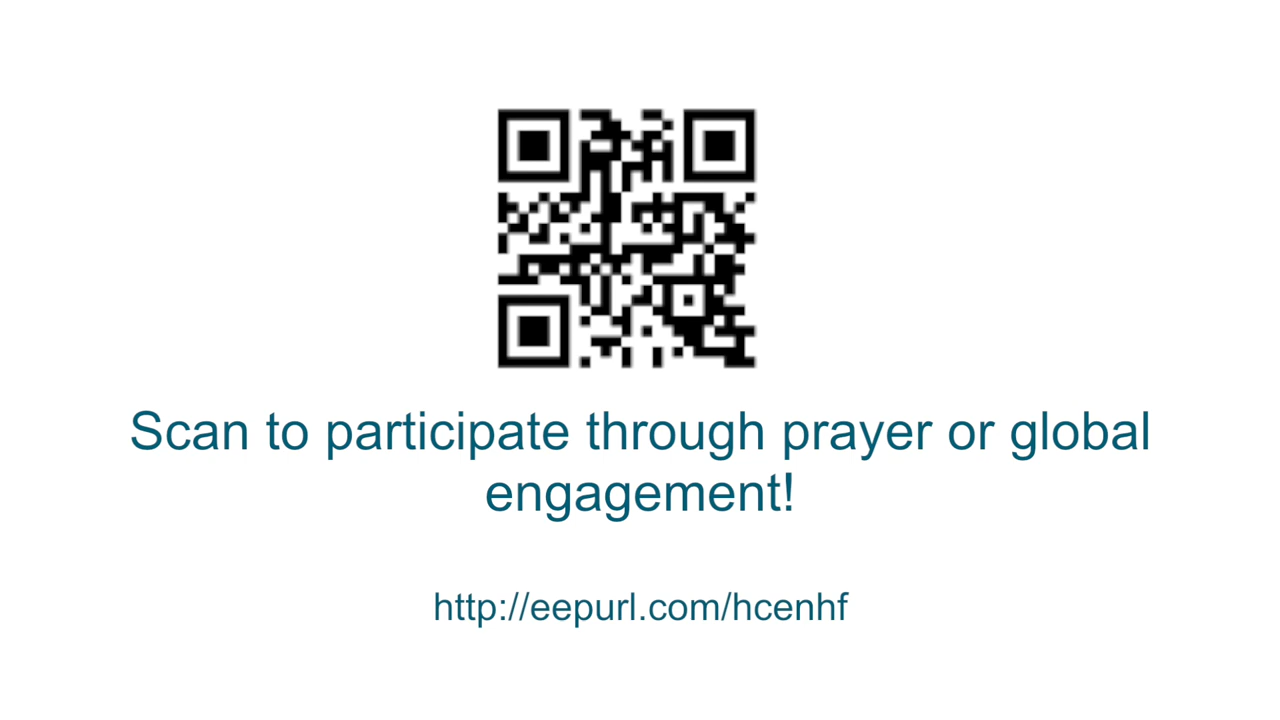 Scan to participate through prayer or global
engagement!
http://eepurl.com/hcenhf